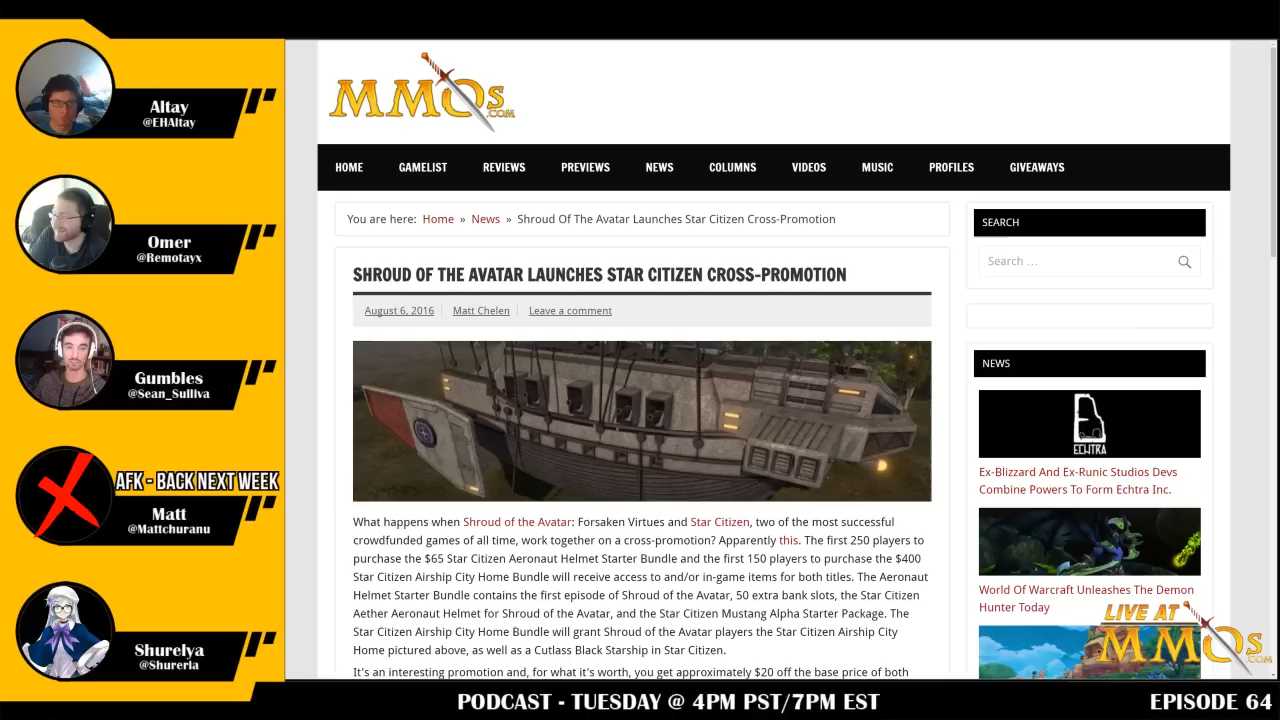 Altay
@EHAltay
Omer
@Remotayx
Gumbles
@Sean_Sulliva
AFK - BACK NEXT WEEK
Matt
@Mattchuranu
Shurelya
@Shureria
MMOs
.COM
HOME
GAMELIST
REVIEWS
PREVIEWS
NEWS
COLUMNS
VIDEOS
MUSIC
PROFILES
GIVEAWAYS
You are here: Home » News » Shroud Of The Avatar Launches Star Citizen Cross-Promotion
SHROUD OF THE AVATAR LAUNCHES STAR CITIZEN CROSS-PROMOTION
August 6, 2016
Matt Chelen
Leave a comment
What happens when Shroud of the Avatar: Forsaken Virtues and Star Citizen, two of the most successful
crowdfunded games of all time, work together on a cross-promotion? Apparently this. The first 250 players to
purchase the $65 Star Citizen Aeronaut Helmet Starter Bundle and the first 150 players to purchase the $400
Star Citizen Airship City Home Bundle will receive access to and/or in-game items for both titles. The Aeronaut
Helmet Starter Bundle contains the first episode of Shroud of the Avatar, 50 extra bank slots, the Star Citizen
Aether Aeronaut Helmet for Shroud of the Avatar, and the Star Citizen Mustang Alpha Starter Package. The
Star Citizen Airship City Home Bundle will grant Shroud of the Avatar players the Star Citizen Airship City
Home pictured above, as well as a Cutlass Black Starship in Star Citizen.
It's an interesting promotion and, for what it's worth, you get approximately $20 off the base price of both
SEARCH
Search ...
NEWS
ECHTRA
Ex-Blizzard And Ex-Runic Studios Devs
Combine Powers To Form Echtra Inc.
World Of Warcraft Unleashes The Demon
Hunter Today
LIVE AT
MMOs
.COM
PODCAST - TUESDAY @ 4PM PST/7PM EST
EPISODE 64